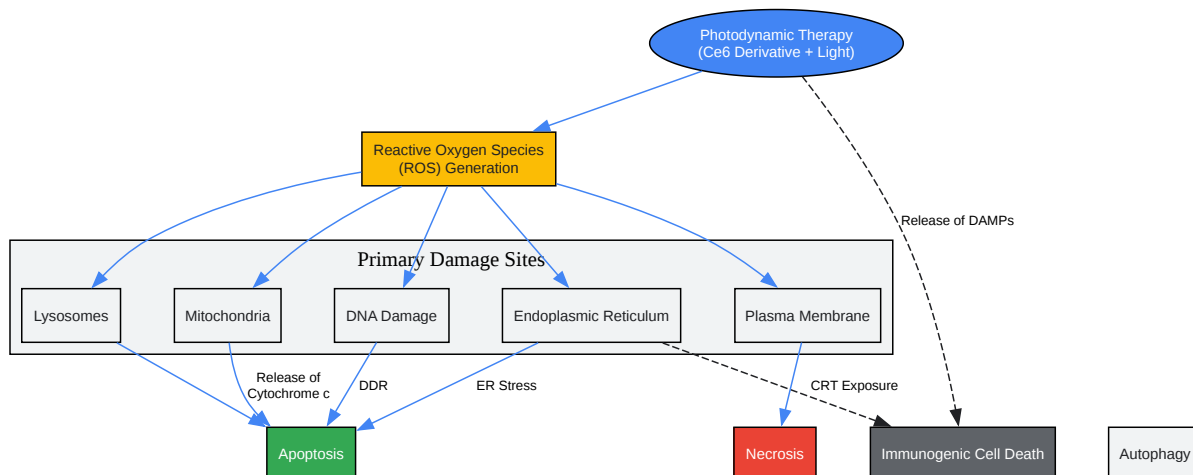 Photodynamic Therapy
(Ce6 Derivative + Light)
Reactive Oxygen Species
(ROS) Generation
Release of DAMPs
Primary Damage Sites
Lysosomes
Mitochondria
DNA Damage
Endoplasmic Reticulum
Plasma Membrane
Release of
Cytochrome c
DDR
ER Stress
CRT Exposure
Apoptosis
Necrosis
Immunogenic Cell Death
Autophagy